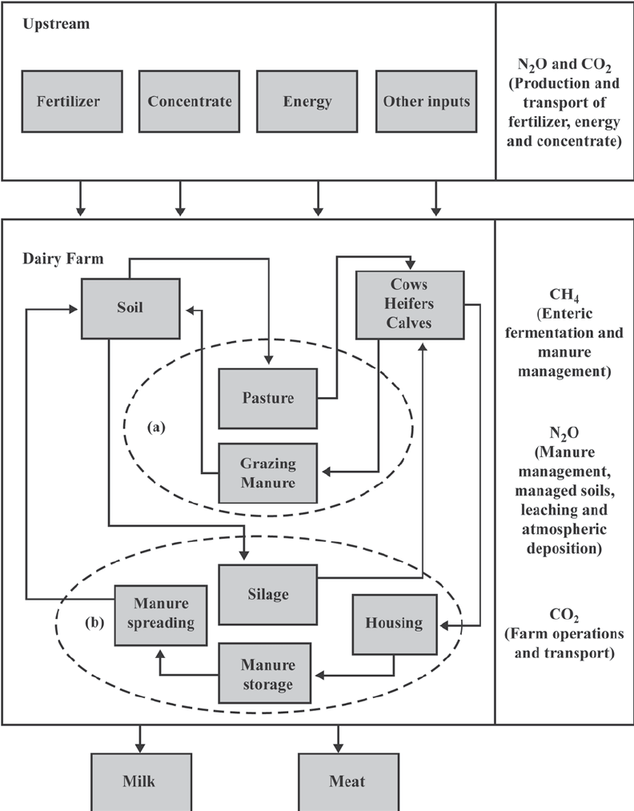 Upstream
Fertilizer
Concentrate
Energy
Other inputs
N₂O and CO₂
(Production and
transport of
fertilizer, energy
and concentrate)
Dairy Farm
Soil
Cows
Heifers
Calves
Pasture
(a)
Grazing
Manure
Silage
Manure
spreading
(b)
Housing
Manure
storage
CH₄
(Enteric
fermentation and
manure
management)
N₂O
(Manure
management,
managed soils,
leaching and
atmospheric
deposition)
CO₂
(Farm operations
and transport)
Milk
Meat